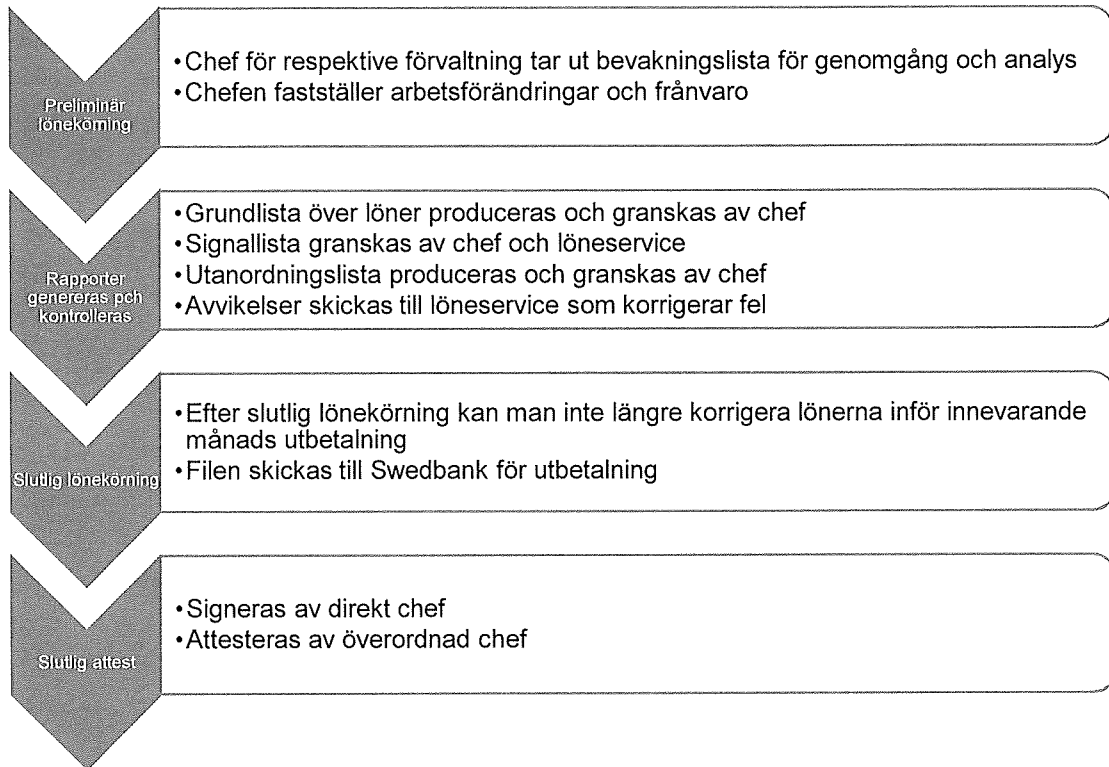 Preliminär
lönekörning
•Chef för respektive förvaltning tar ut bevakningslista för genomgång och analys
•Chefen fastställer arbetsförändringar och frånvaro
Rapporter
genereras pch
kontrolleras
•Grundlista över löner produceras och granskas av chef
•Signallista granskas av chef och löneservice
•Utanordningslista produceras och granskas av chef
•Avvikelser skickas till löneservice som korrigerar fel
Slutlig lönekörning
•Efter slutlig lönekörning kan man inte längre korrigera lönerna inför innevarande
månads utbetalning
•Filen skickas till Swedbank för utbetalning
Slutlig attest
•Signeras av direkt chef
•Attesteras av överordnad chef